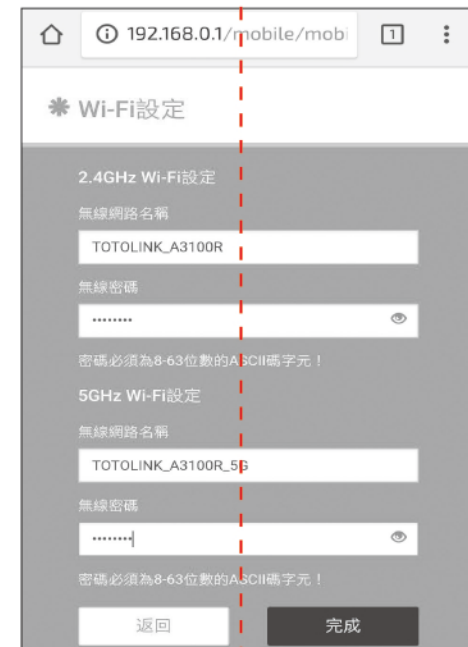 192.168.0.1/mobile/mobi
1
Wi-Fi設定
2.4GHz Wi-Fi設定
無線網路名稱
TOTOLINK_A3100R
無線密碼
••••••••
密碼必須為8-63位數的ASCII碼字元！
5GHz Wi-Fi設定
無線網路名稱
TOTOLINK_A3100R_5G
無線密碼
••••••••
密碼必須為8-63位數的ASCII碼字元！
返回
完成